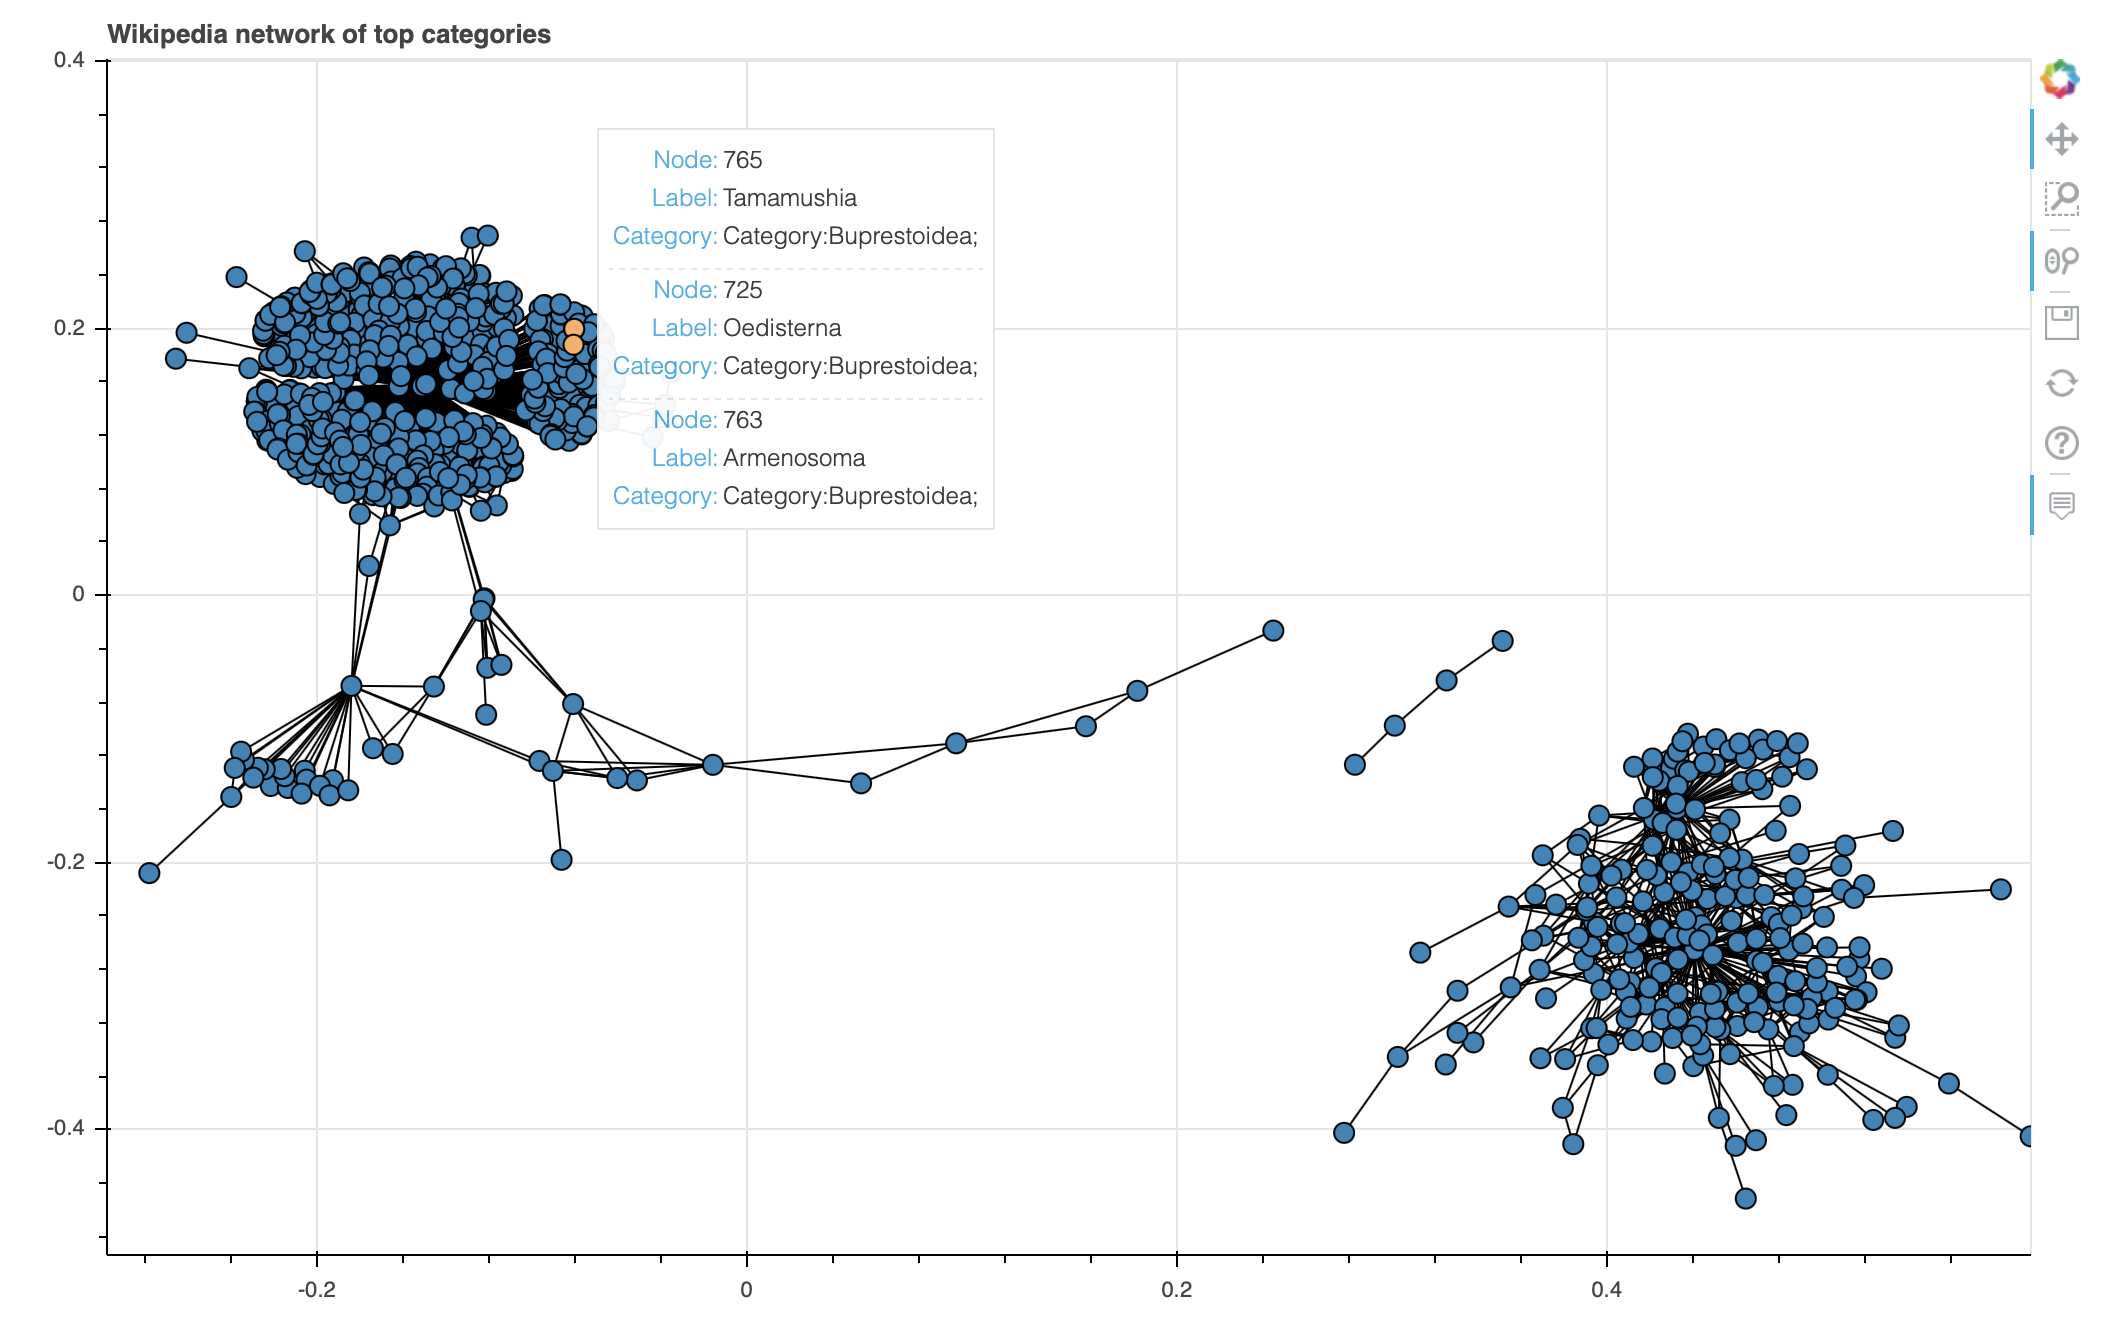 Wikipedia network of top categories
0.4
0.2
0
-0.2
-0.4
Node: 765
Label: Tamamushia
Category: Category:Buprestoidea;
Node: 725
Label: Oedisterna
Category: Category:Buprestoidea;
Node: 763
Label: Armenosoma
Category: Category:Buprestoidea;
-0.2
0
0.2
0.4